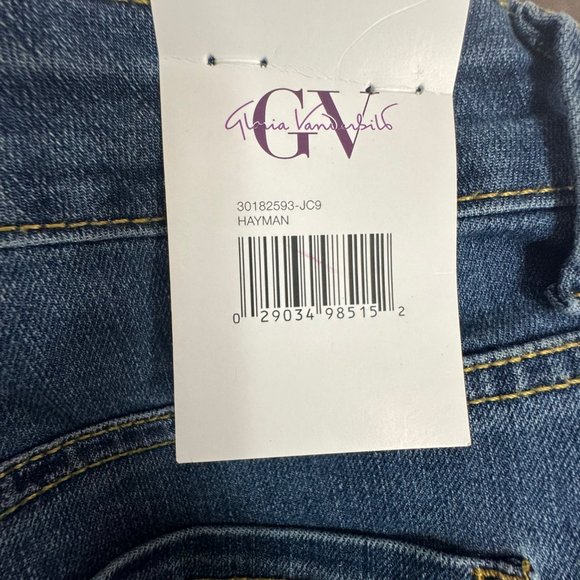 GV
Gloria Vanderbilt
30182593-JC9
HAYMAN
0 29034 98515 2